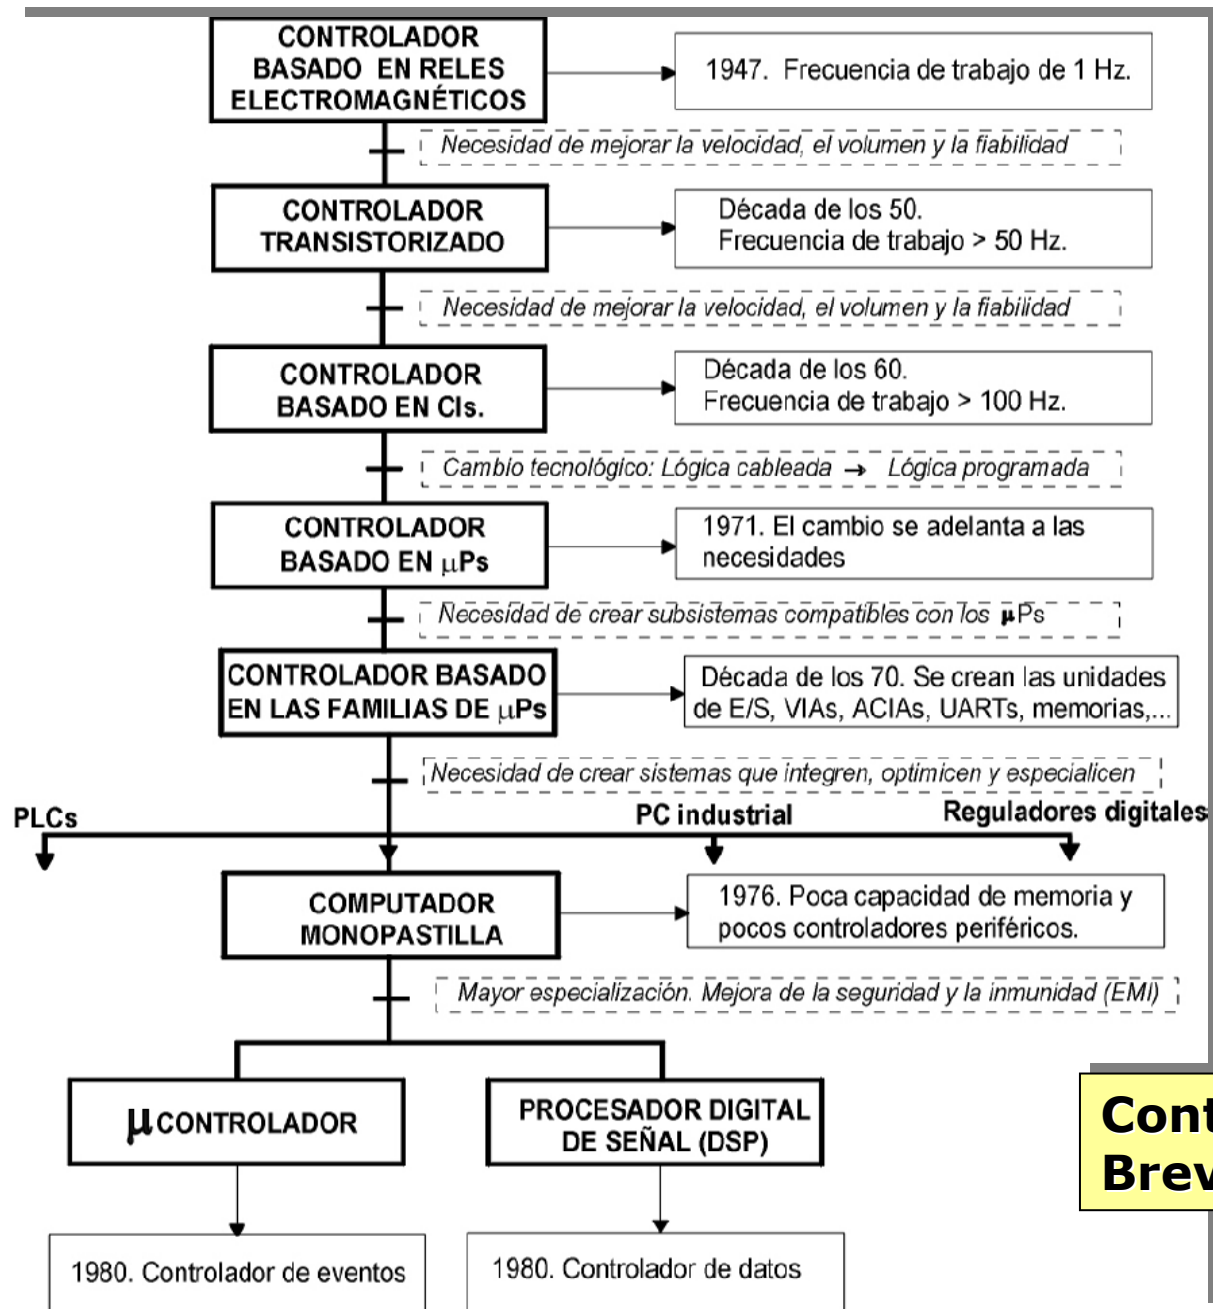 CONTROLADOR
BASADO EN RELES
ELECTROMAGNÉTICOS
1947. Frecuencia de trabajo de 1 Hz.
Necesidad de mejorar la velocidad, el volumen y la fiabilidad
CONTROLADOR
TRANSISTORIZADO
Década de los 50.
Frecuencia de trabajo > 50 Hz.
Necesidad de mejorar la velocidad, el volumen y la fiabilidad
CONTROLADOR
BASADO EN CIs.
Década de los 60.
Frecuencia de trabajo > 100 Hz.
Cambio tecnológico: Lógica cableada → Lógica programada
CONTROLADOR
BASADO EN µPs
1971. El cambio se adelanta a las
necesidades
Necesidad de crear subsistemas compatibles con los µPs
CONTROLADOR BASADO
EN LAS FAMILIAS DE µPs
Década de los 70. Se crean las unidades
de E/S, VIAs, ACIAs, UARTs, memorias,...
Necesidad de crear sistemas que integren, optimicen y especialicen
PLCs
PC industrial
Reguladores digitales
COMPUTADOR
MONOPASTILLA
1976. Poca capacidad de memoria y
pocos controladores periféricos.
Mayor especialización. Mejora de la seguridad y la inmunidad (EMI)
µCONTROLADOR
PROCESADOR DIGITAL
DE SEÑAL (DSP)
Cont
Brev
1980. Controlador de eventos
1980. Controlador de datos